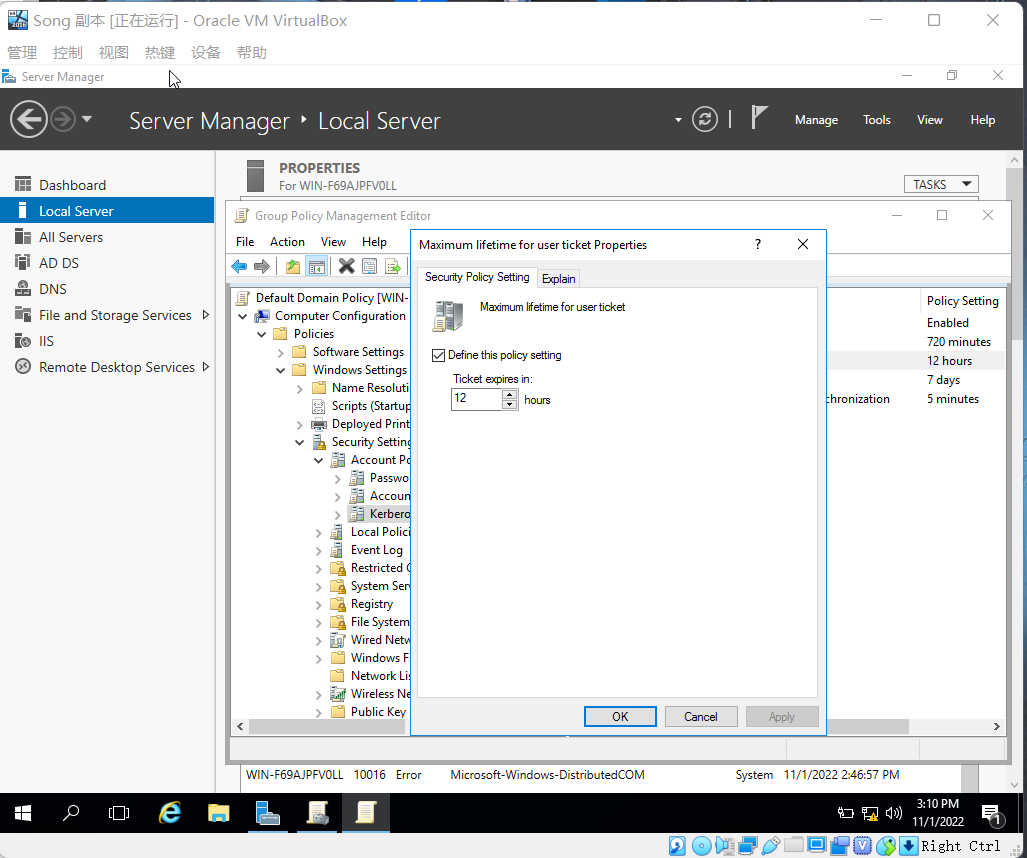 Song 副本 [正在运行] - Oracle VM VirtualBox
管理 控制 视图 热键 设备 帮助
Server Manager
Server Manager ‣ Local Server
Manage Tools View Help
Dashboard
Local Server
All Servers
AD DS
DNS
File and Storage Services
IIS
Remote Desktop Services
PROPERTIES
For WIN-F69AJPFV0LL
TASKS
Group Policy Management Editor
File Action View Help
Default Domain Policy [WIN-
Computer Configuration
Policies
Software Settings
Windows Settings
Name Resoluti
Scripts (Startup
Deployed Print
Security Setting
Account Po
Passwo
Accoun
Kerbero
Local Polici
Event Log
Restricted G
System Ser
Registry
File System
Wired Netw
Windows F
Network Lis
Wireless Ne
Public Key
Maximum lifetime for user ticket Properties
?
Security Policy Setting Explain
Maximum lifetime for user ticket
Define this policy setting
Ticket expires in:
12 hours
OK Cancel Apply
Policy Setting
Enabled
720 minutes
12 hours
7 days
chronization 5 minutes
WIN-F69AJPFV0LL 10016 Error Microsoft-Windows-DistributedCOM System 11/1/2022 2:46:57 PM
3:10 PM
11/1/2022
1
Right Ctrl